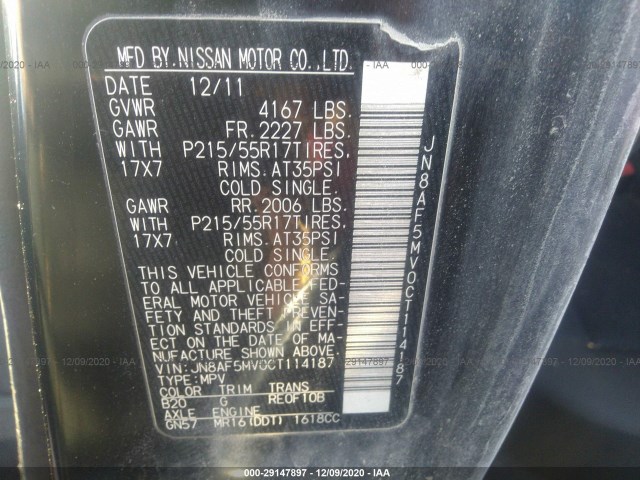 MFD BY.NISSAN MOTOR CO.,LTD.
DATE 12/11
GVWR 4167 LBS.
GAWR FR.2227 LBS.
WITH P215/55R17TIRES,
17X7 RIMS.AT35PSI
COLD SINGLE.
GAWR RR.2006 LBS.
WITH P215/55R17TIRES,
17X7 RIMS.AT35PSI
COLD SINGLE.
THIS VEHICLE CONFORMS
TO ALL APPLICABLE FED-
ERAL MOTOR VEHICLE SA-
FETY AND THEFT PREVEN-
TION STANDARDS IN EFF-
ECT ON THE DATE OF MA-
NUFACTURE SHOWN ABOVE.
VIN:JN8AF5MV0CT114187
TYPE:MPV
COLOR TRIM TRANS
B20 G RE0F10B
AXLE ENGINE
GN57 MR16(DDT) 1618CC
JN8AF5MV0CT114187
000-29147897 - 12/09/2020 - IAA